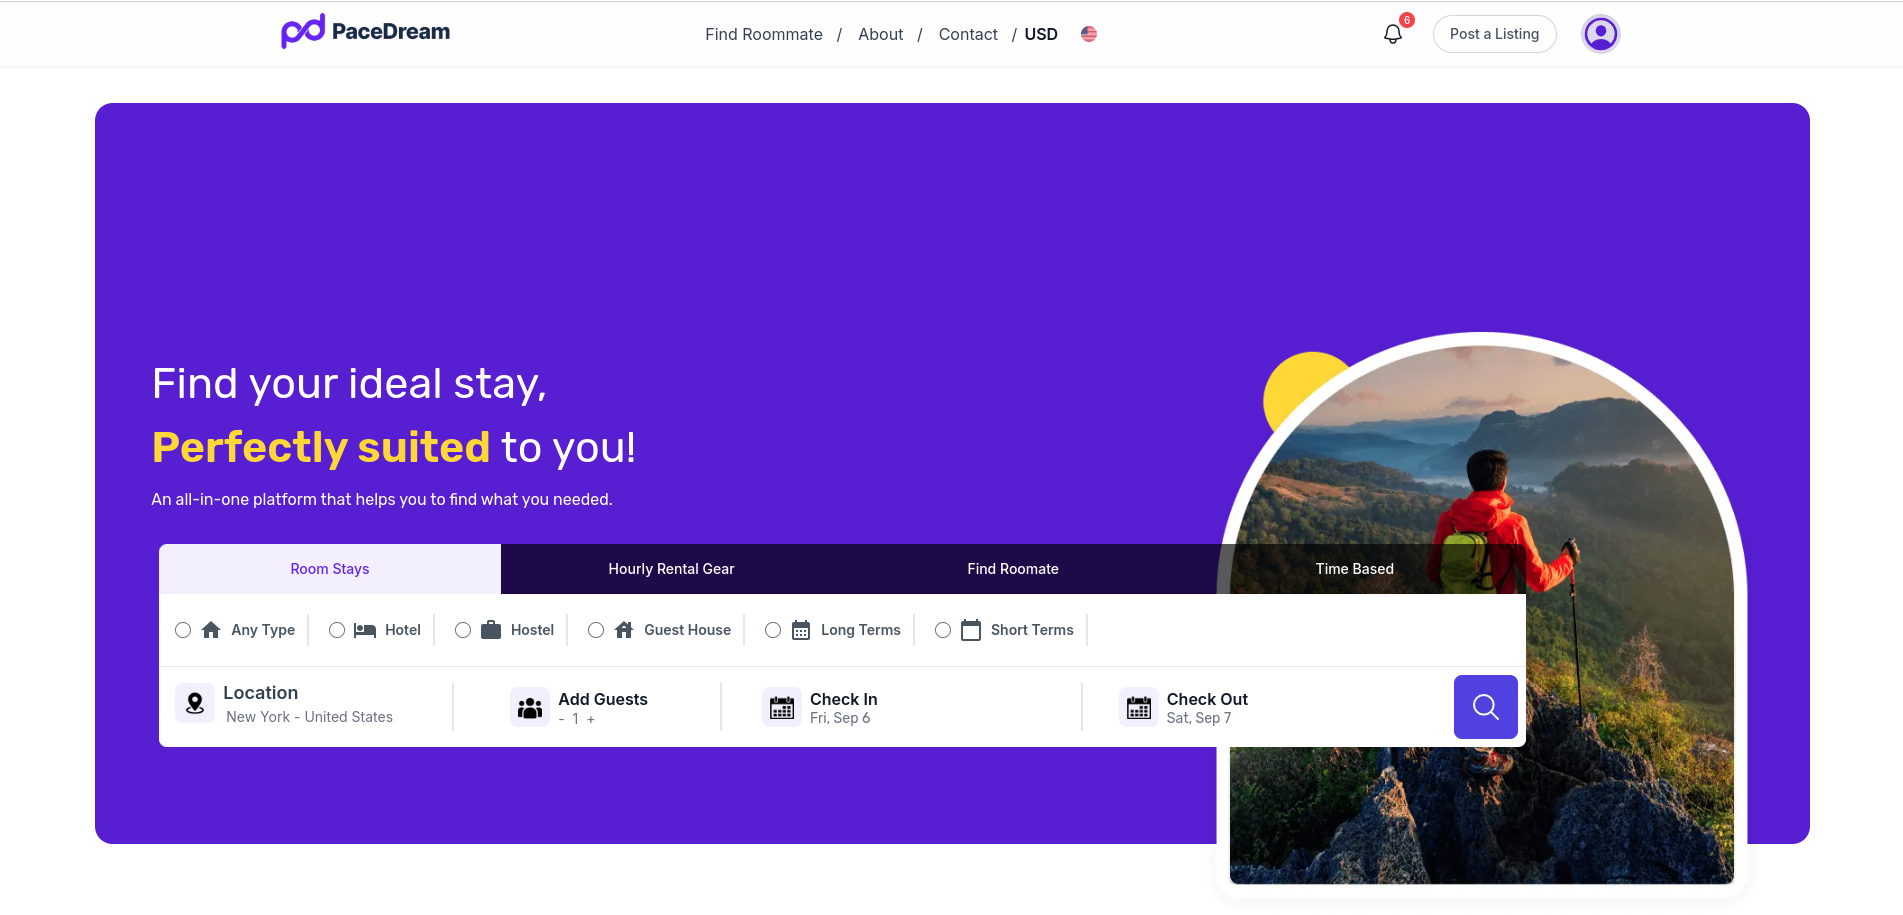 pd PaceDream
Find Roommate / About / Contact / USD
6
Post a Listing
Find your ideal stay,
Perfectly suited to you!
An all-in-one platform that helps you to find what you needed.
Room Stays
Hourly Rental Gear
Find Roomate
Time Based
Any Type
Hotel
Hostel
Guest House
Long Terms
Short Terms
Location
New York - United States
Add Guests
- 1 +
Check In
Fri, Sep 6
Check Out
Sat, Sep 7